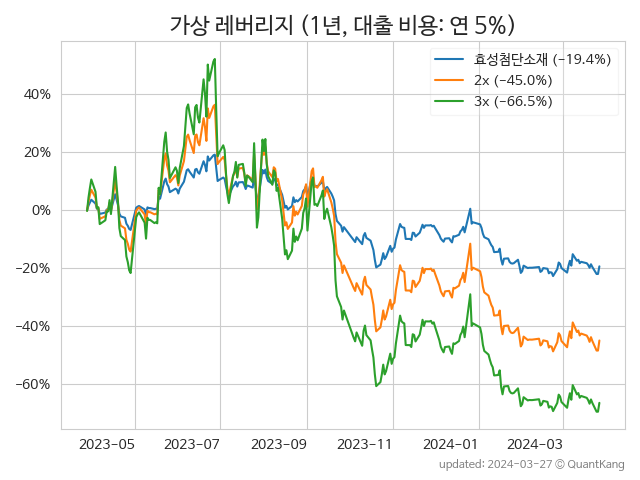 가상 레버리지 (1년, 대출 비용: 연 5%)
효성첨단소재 (−19.4%)
2x (−45.0%)
3x (−66.5%)
40%
20%
0%
−20%
−40%
−60%
2023-05 2023-07 2023-09 2023-11 2024-01 2024-03
updated: 2024-03-27 © QuantKang